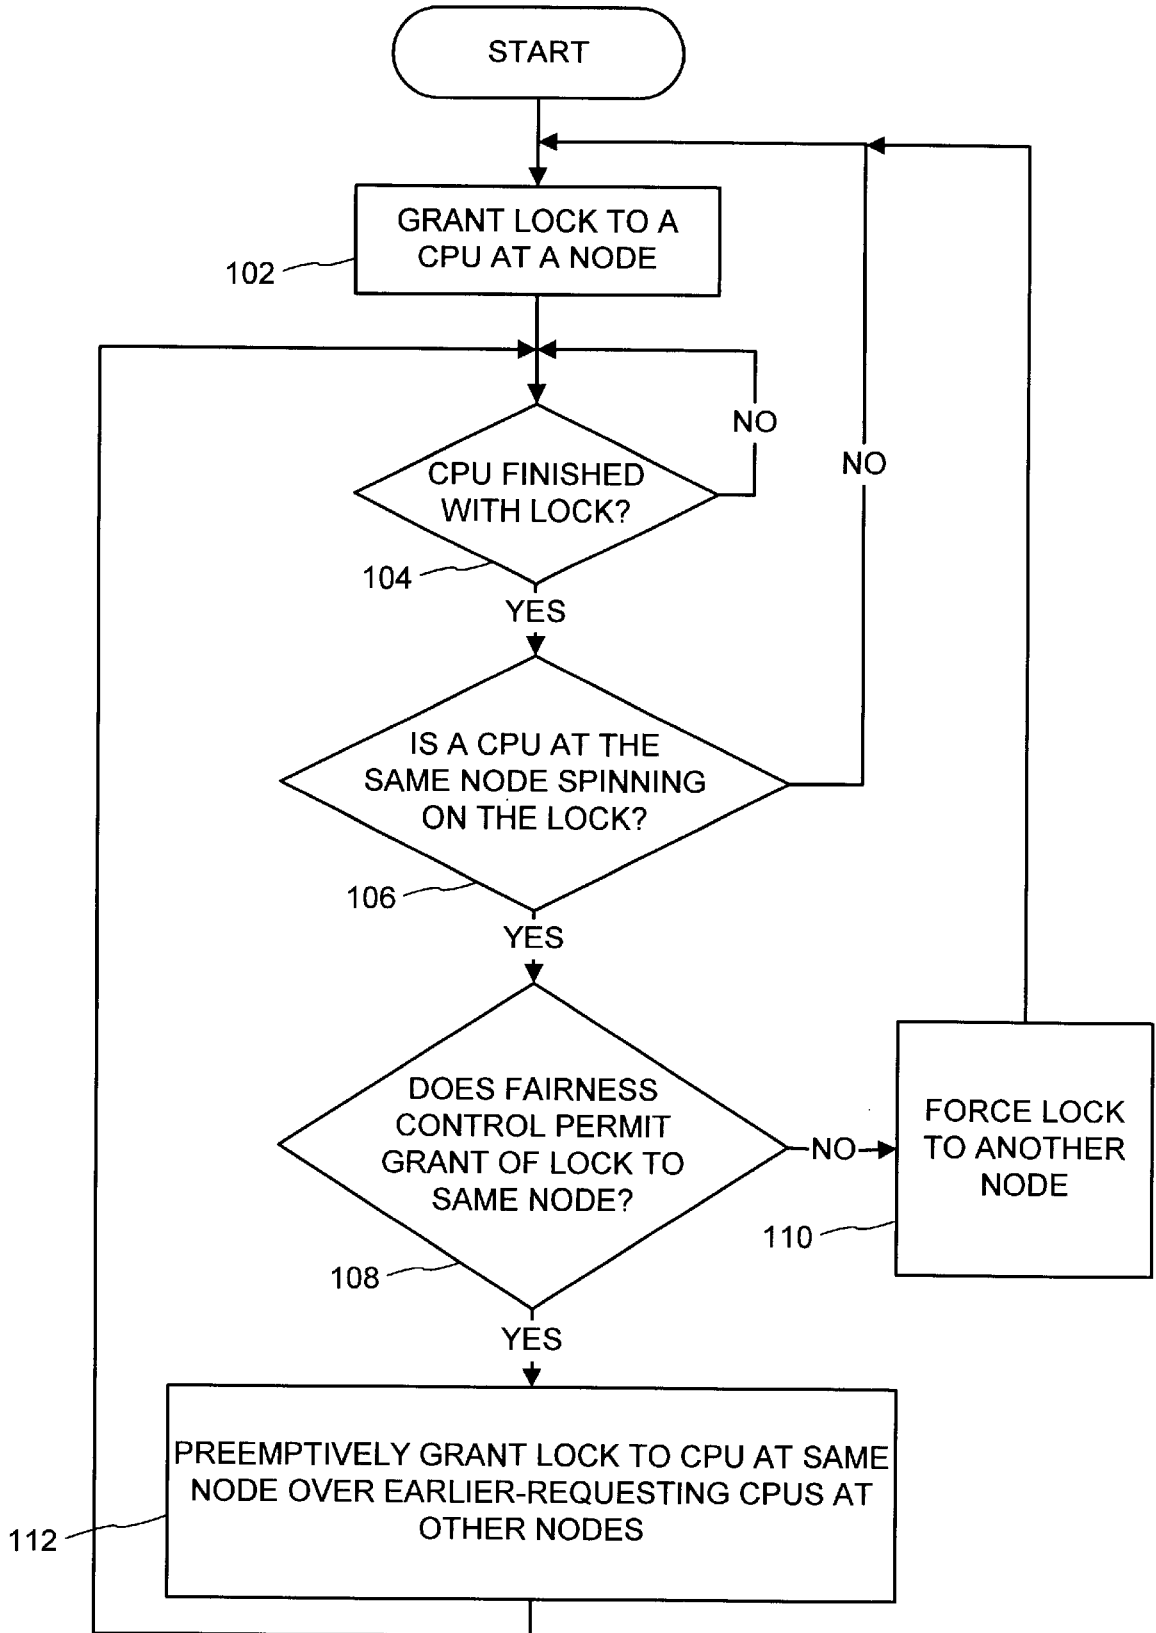 START
GRANT LOCK TO A
CPU AT A NODE
102
NO
CPU FINISHED
WITH LOCK?
NO
104
YES
IS A CPU AT THE
SAME NODE SPINNING
ON THE LOCK?
106
YES
DOES FAIRNESS
CONTROL PERMIT
GRANT OF LOCK TO
SAME NODE?
NO
FORCE LOCK
TO ANOTHER
NODE
110
108
YES
PREEMPTIVELY GRANT LOCK TO CPU AT SAME
NODE OVER EARLIER-REQUESTING CPUS AT
OTHER NODES
112